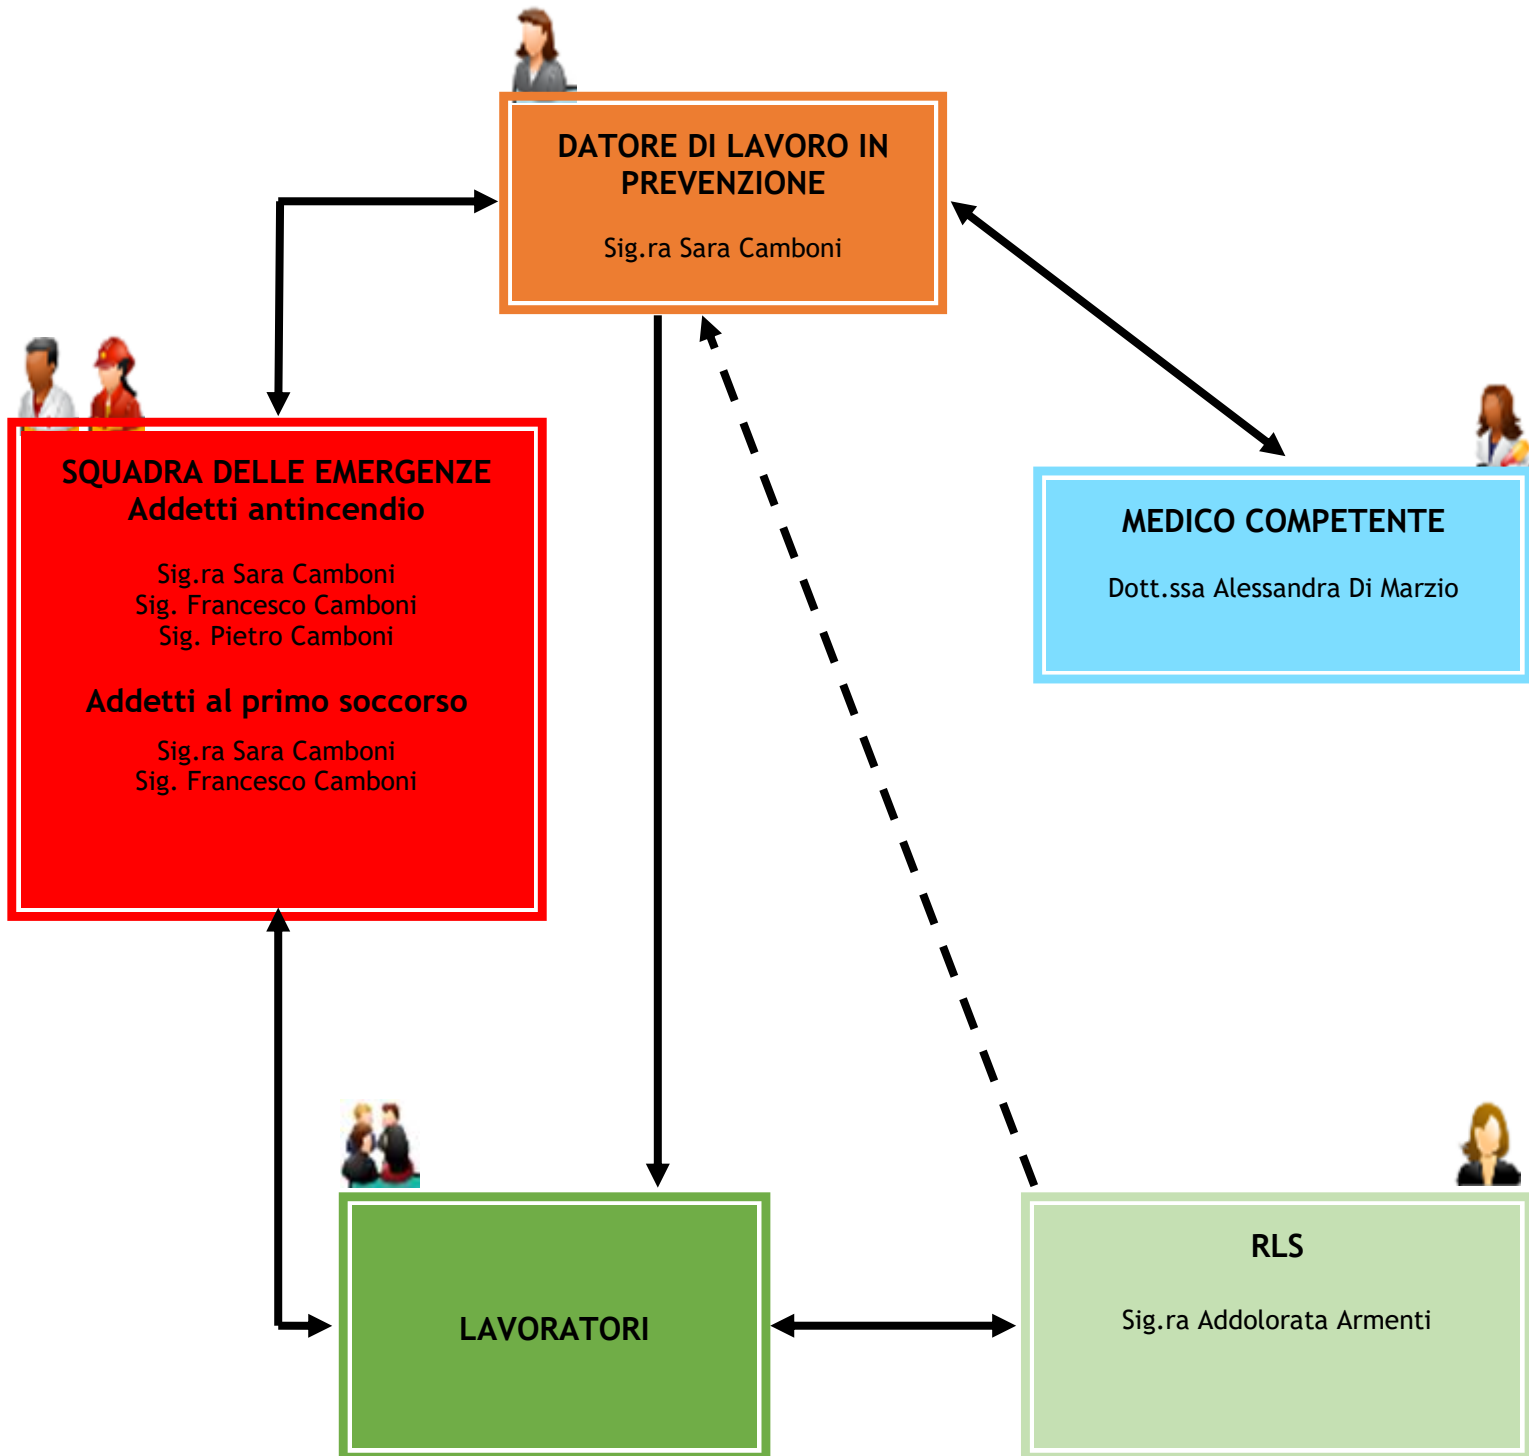 DATORE DI LAVORO IN
PREVENZIONE
Sig.ra Sara Camboni
SQUADRA DELLE EMERGENZE
Addetti antincendio
Sig.ra Sara Camboni
Sig. Francesco Camboni
Sig. Pietro Camboni
Addetti al primo soccorso
Sig.ra Sara Camboni
Sig. Francesco Camboni
MEDICO COMPETENTE
Dott.ssa Alessandra Di Marzio
LAVORATORI
RLS
Sig.ra Addolorata Armenti